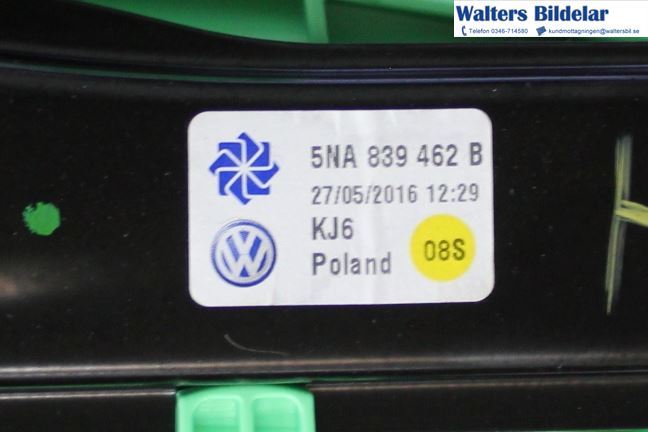 Walters Bildelar
Telefon 0346-714580 kundmottagningen@waltersbil.se
5NA 839 462 B
27/05/2016 12:29
KJ6
Poland
08S